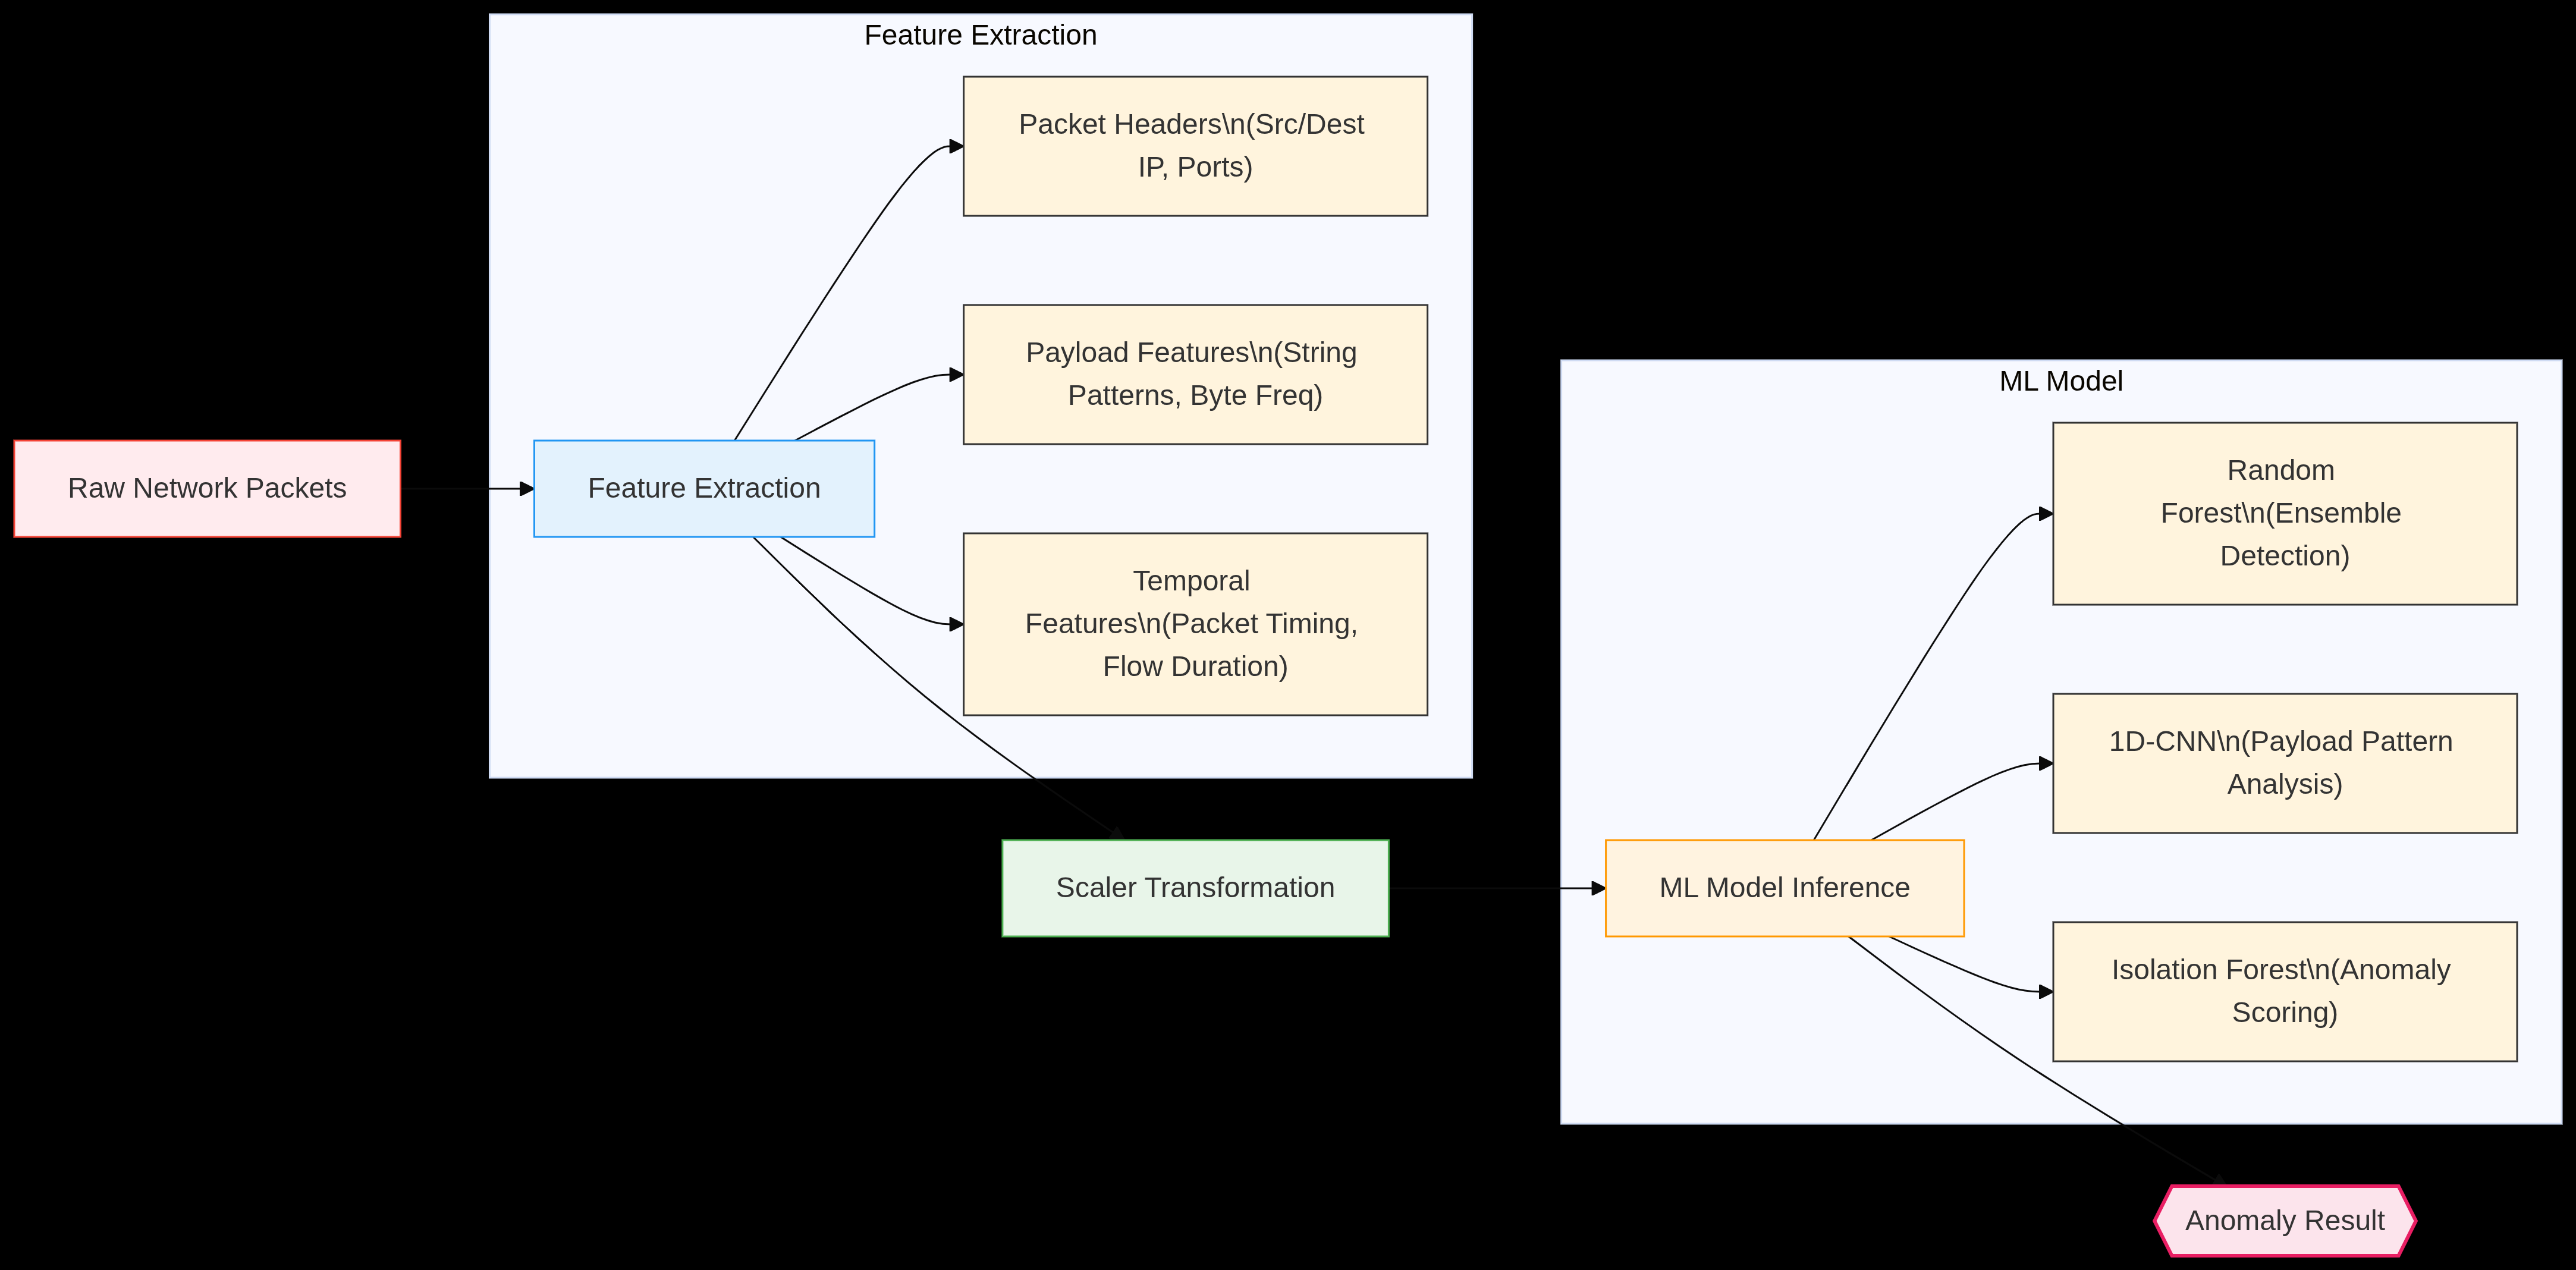 Feature Extraction
Packet Headers\n(Src/Dest
IP, Ports)
Payload Features\n(String
Patterns, Byte Freq)
Raw Network Packets
Feature Extraction
Temporal
Features\n(Packet Timing,
Flow Duration)
Scaler Transformation
ML Model
Random
Forest\n(Ensemble
Detection)
1D-CNN\n(Payload Pattern
Analysis)
ML Model Inference
Isolation Forest\n(Anomaly
Scoring)
Anomaly Result